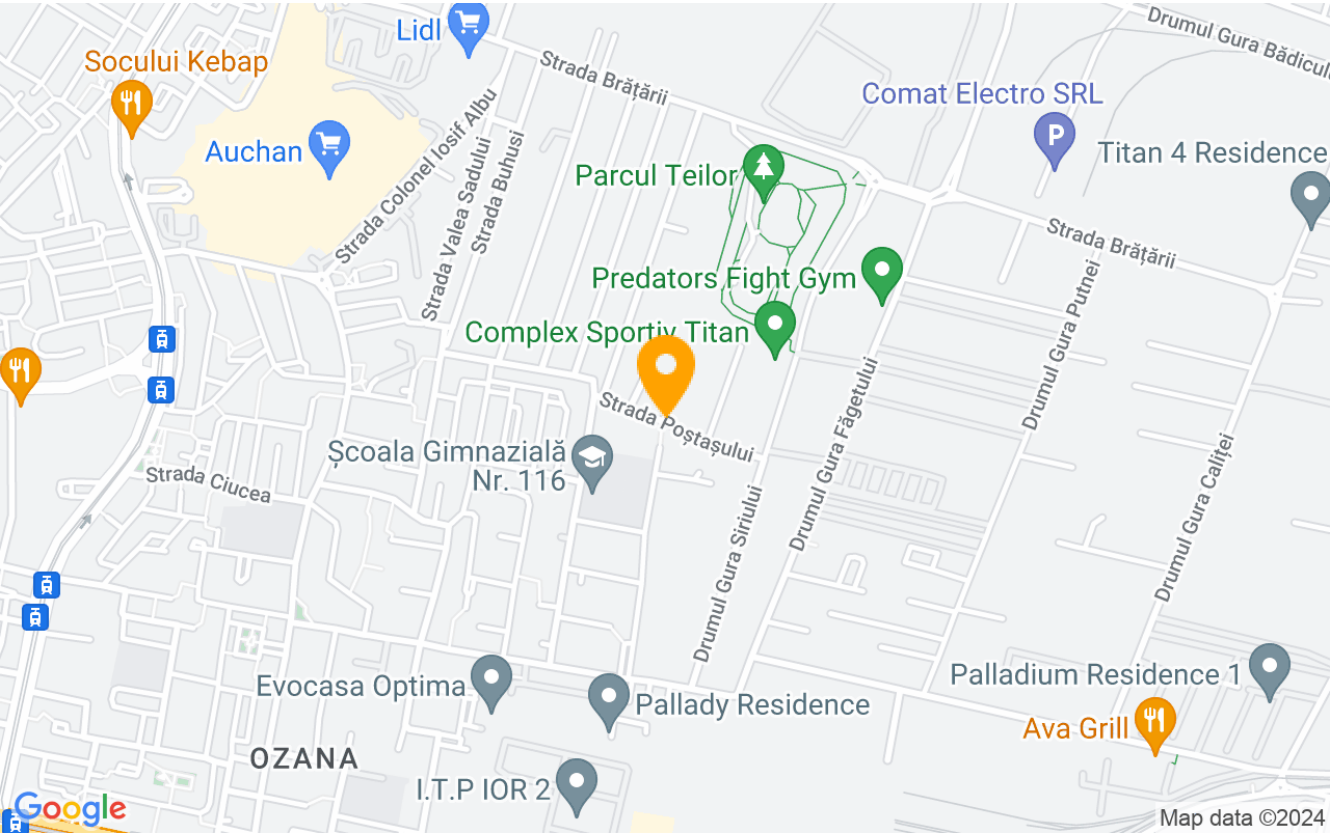 Drumul Gura Bădicul
Lidl
Socului Kebap
Strada Brățării
Comat Electro SRL
P
Auchan
Strada Colonel Iosif Albu
Strada Valea Sadului
Strada Buhusi
Parcul Teilor
Titan 4 Residence
Strada Brățării
Predators Fight Gym
Complex Sportiv Titan
Drumul Gura Putnei
Drumul Gura Făgetului
Strada Poștașului
Școala Gimnazială
Nr. 116
Strada Ciucea
Drumul Gura Siriului
Drumul Gura Caliței
Evocasa Optima
Pallady Residence
Palladium Residence 1
Ava Grill
OZANA
I.T.P IOR 2
Google
Map data ©2024